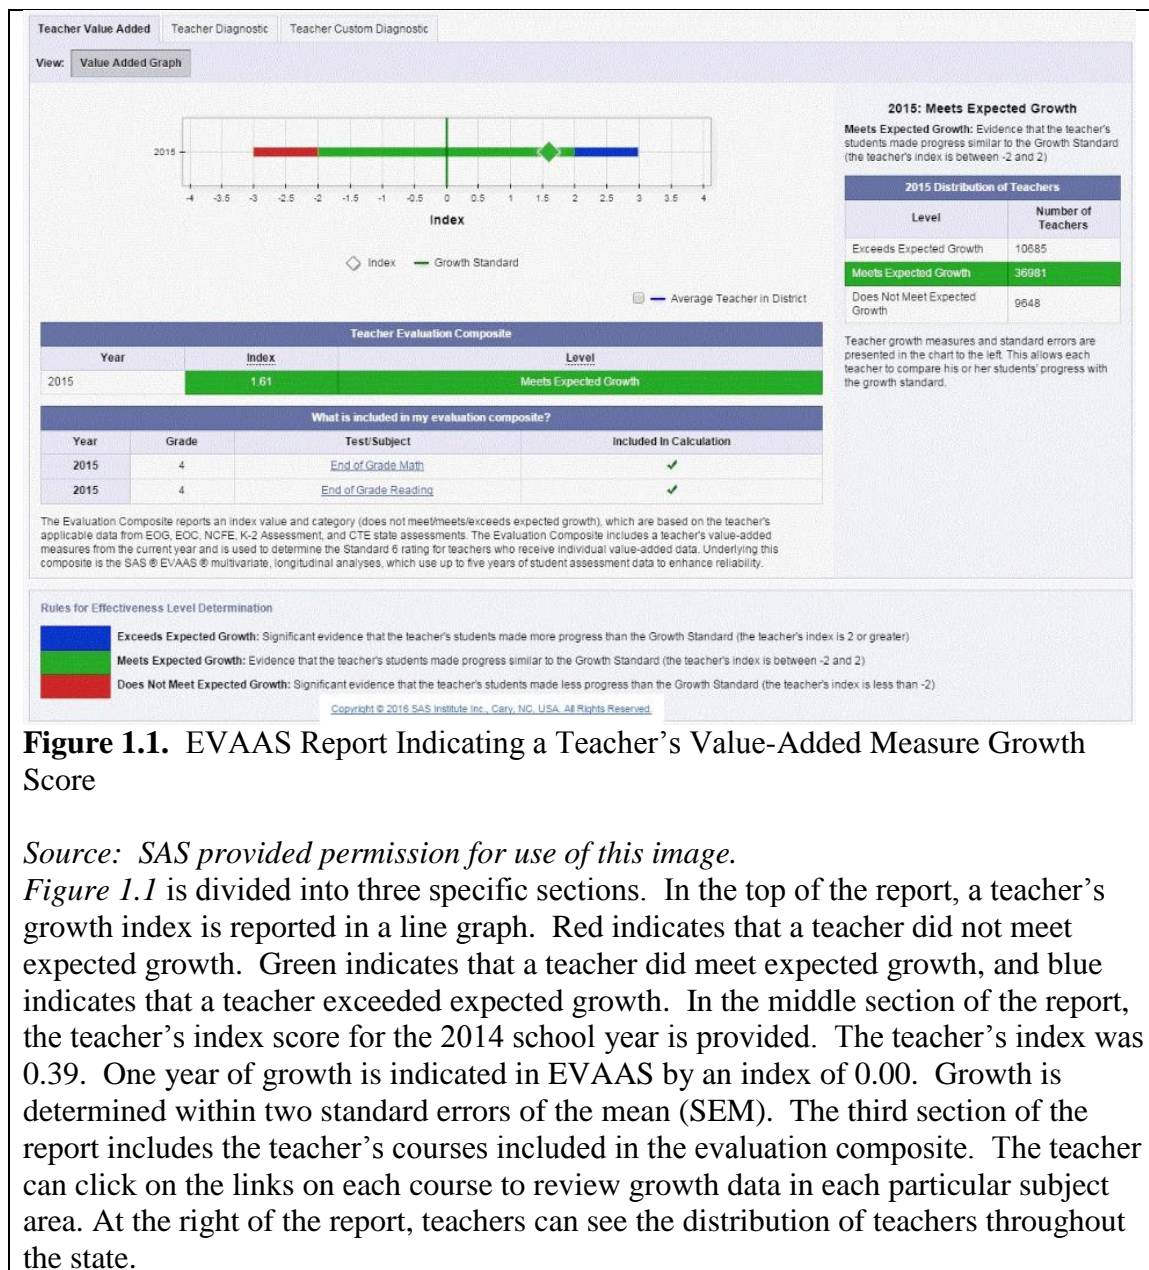 Teacher Value Added Teacher Diagnostic Teacher Custom Diagnostic
View: Value Added Graph
2015
-4 -3.5 -3 -2.5 -2 -1.5 -1 -0.5 0 0.5 1 1.5 2 2.5 3 3.5 4
Index
Index Growth Standard
Average Teacher in District
2015: Meets Expected Growth
Meets Expected Growth: Evidence that the teacher's
students made progress similar to the Growth Standard
(the teacher's index is between -2 and 2)
2015 Distribution of Teachers
Level Number of
Teachers
Exceeds Expected Growth 10685
Meets Expected Growth 36981
Does Not Meet Expected
Growth 9648
Teacher growth measures and standard errors are
presented in the chart to the left. This allows each
teacher to compare his or her students' progress with
the growth standard.
Teacher Evaluation Composite
Year Index Level
2015 1.61 Meets Expected Growth
What is included in my evaluation composite?
Year Grade Test/Subject Included In Calculation
2015 4 End of Grade Math ✔
2015 4 End of Grade Reading ✔
The Evaluation Composite reports an index value and category (does not meet/meets/exceeds expected growth), which are based on the teacher's
applicable data from EOG, EOC, NCFE, K-2 Assessment, and CTE state assessments. The Evaluation Composite includes a teacher's value-added
measures from the current year and is used to determine the Standard 6 rating for teachers who receive individual value-added data. Underlying this
composite is the SAS ® EVAAS ® multivariate, longitudinal analyses, which use up to five years of student assessment data to enhance reliability.
Rules for Effectiveness Level Determination
Exceeds Expected Growth: Significant evidence that the teacher's students made more progress than the Growth Standard (the teacher's index is 2 or greater)
Meets Expected Growth: Evidence that the teacher's students made progress similar to the Growth Standard (the teacher's index is between -2 and 2)
Does Not Meet Expected Growth: Significant evidence that the teacher's students made less progress than the Growth Standard (the teacher's index is less than -2)
Copyright © 2016 SAS Institute Inc., Cary, NC, USA. All Rights Reserved.
Figure 1.1. EVAAS Report Indicating a Teacher's Value-Added Measure Growth
Score
Source: SAS provided permission for use of this image.
Figure 1.1 is divided into three specific sections. In the top of the report, a teacher's
growth index is reported in a line graph. Red indicates that a teacher did not meet
expected growth. Green indicates that a teacher did meet expected growth, and blue
indicates that a teacher exceeded expected growth. In the middle section of the report,
the teacher's index score for the 2014 school year is provided. The teacher's index was
0.39. One year of growth is indicated in EVAAS by an index of 0.00. Growth is
determined within two standard errors of the mean (SEM). The third section of the
report includes the teacher's courses included in the evaluation composite. The teacher
can click on the links on each course to review growth data in each particular subject
area. At the right of the report, teachers can see the distribution of teachers throughout
the state.